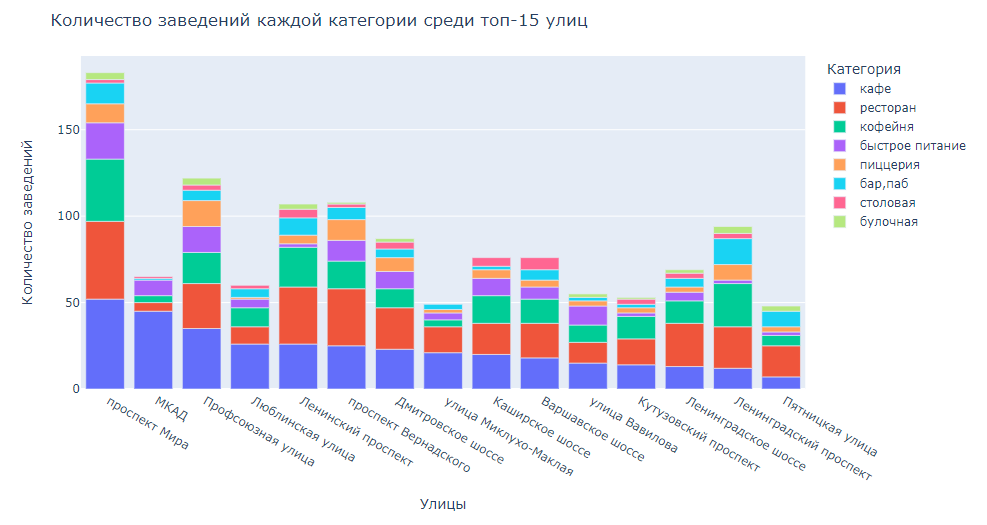 Количество заведений каждой категории среди топ-15 улиц
Количество заведений
150
100
50
0
проспект Мира
МКАД
Профсоюзная улица
Люблинская улица
Ленинский проспект
проспект Вернадского
Дмитровское шоссе
улица Миклухо-Маклая
Каширское шоссе
Варшавское шоссе
улица Вавилова
Кутузовский проспект
Ленинградское шоссе
Ленинградский проспект
Пятницкая улица
Улицы
Категория
кафе
ресторан
кофейня
быстрое питание
пиццерия
бар,паб
столовая
булочная